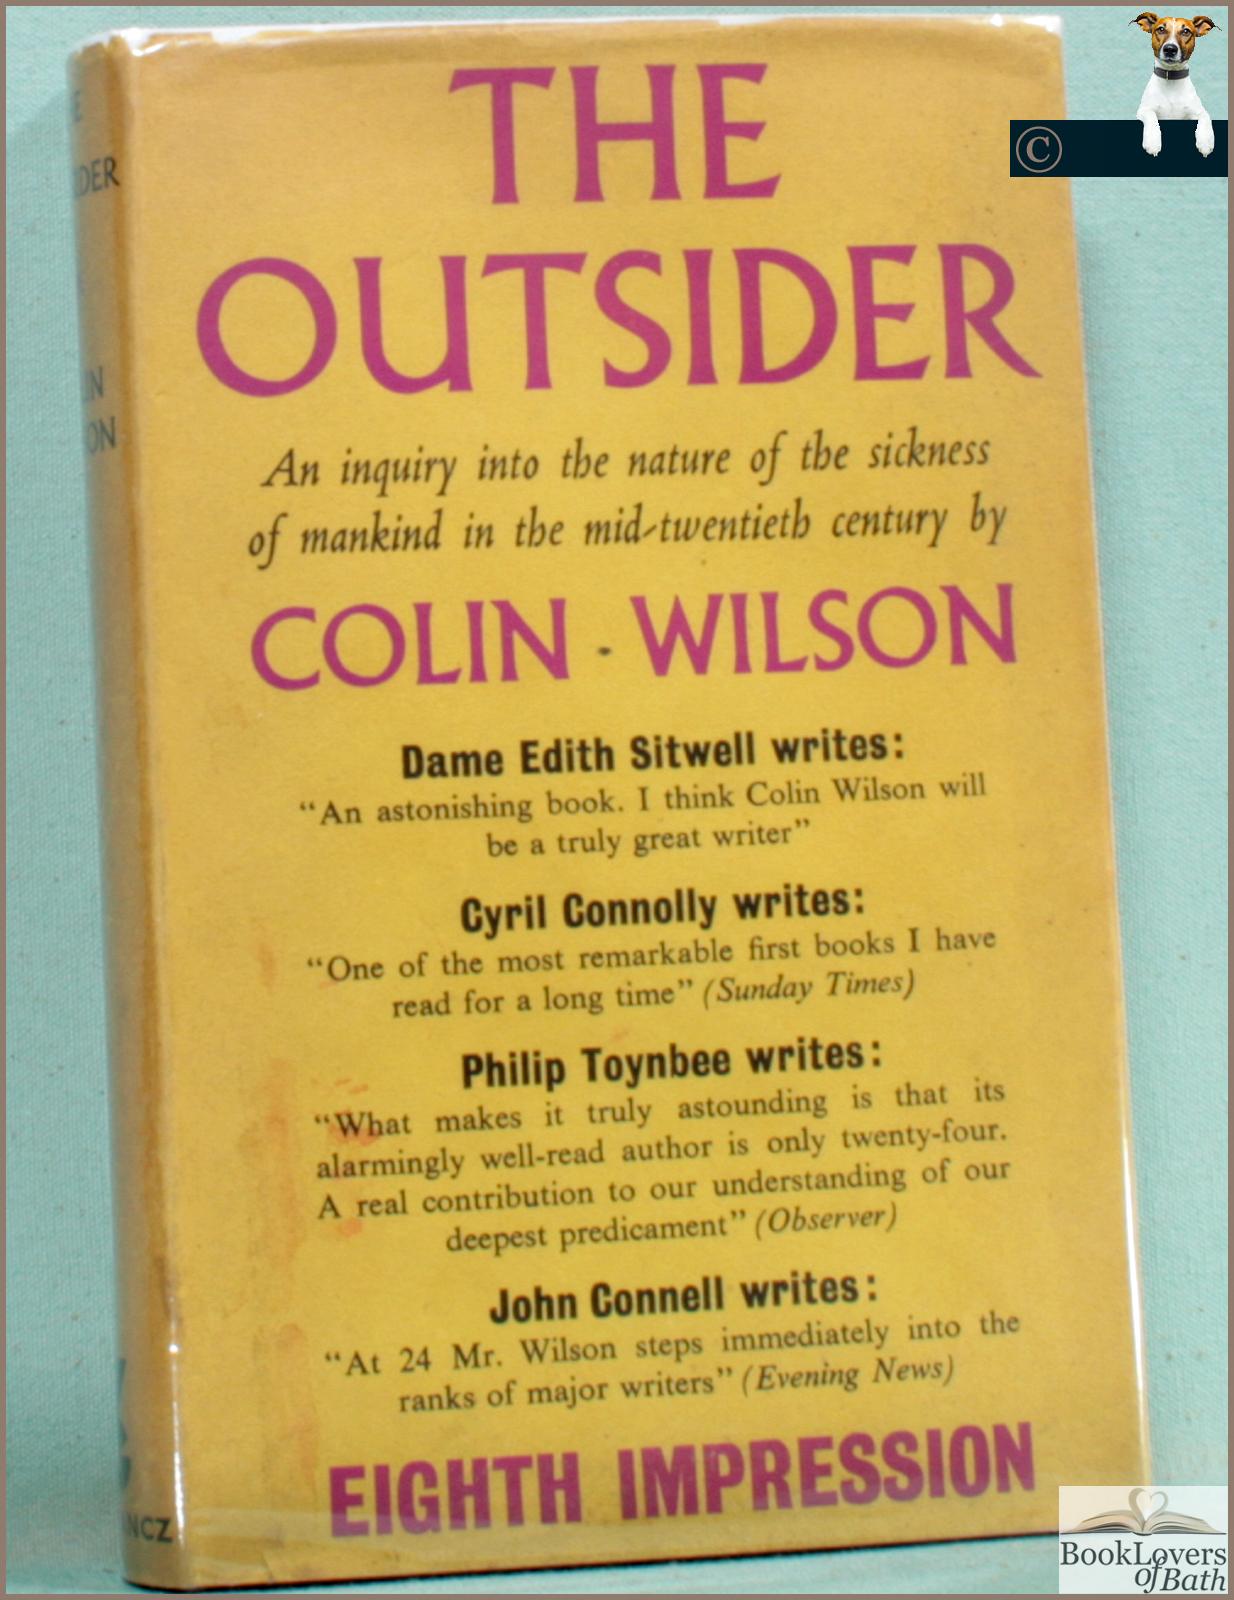 THE
OUTSIDER
An inquiry into the nature of the sickness
of mankind in the mid-twentieth century by
COLIN WILSON
Dame Edith Sitwell writes:
“An astonishing book. I think Colin Wilson will
be a truly great writer”
Cyril Connolly writes:
“One of the most remarkable first books I have
read for a long time” (Sunday Times)
Philip Toynbee writes:
“What makes it truly astounding is that its
alarmingly well-read author is only twenty-four.
A real contribution to our understanding of our
deepest predicament” (Observer)
John Connell writes:
“At 24 Mr. Wilson steps immediately into the
ranks of major writers” (Evening News)
EIGHTH IMPRESSION
©
BookLovers
of Bath